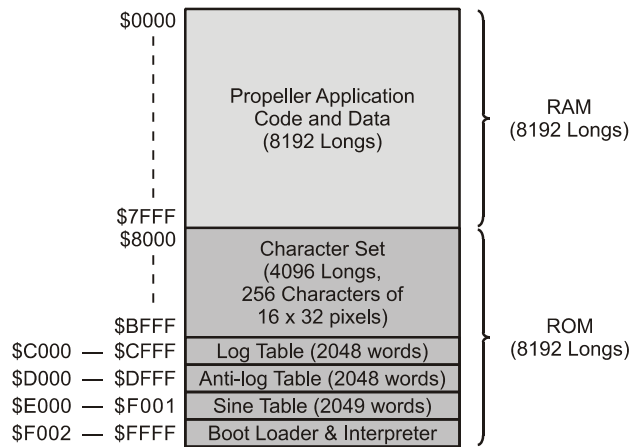 $0000
Propeller Application
Code and Data
(8192 Longs)
RAM
(8192 Longs)
$7FFF
$8000
Character Set
(4096 Longs,
256 Characters of
16 x 32 pixels)
$BFFF
ROM
(8192 Longs)
$C000 — $CFFF Log Table (2048 words)
$D000 — $DFFF Anti-log Table (2048 words)
$E000 — $F001 Sine Table (2049 words)
$F002 — $FFFF Boot Loader & Interpreter